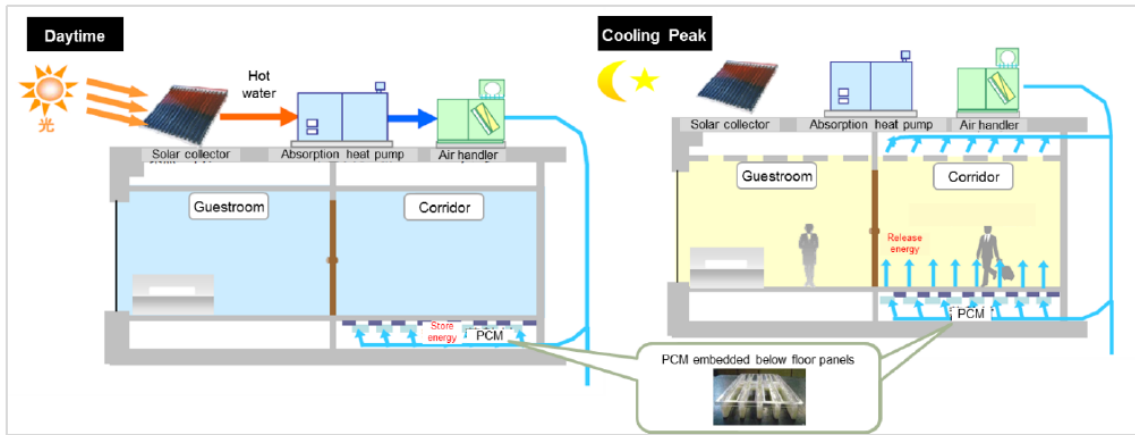 Daytime
光
Hot
water
Solar collector
Absorption heat pump
Air handler
Guestroom
Corridor
Store
energy
PCM
Cooling Peak
Solar collector
Absorption heat pump
Air handler
Guestroom
Corridor
Release
energy
PCM
PCM embedded below floor panels